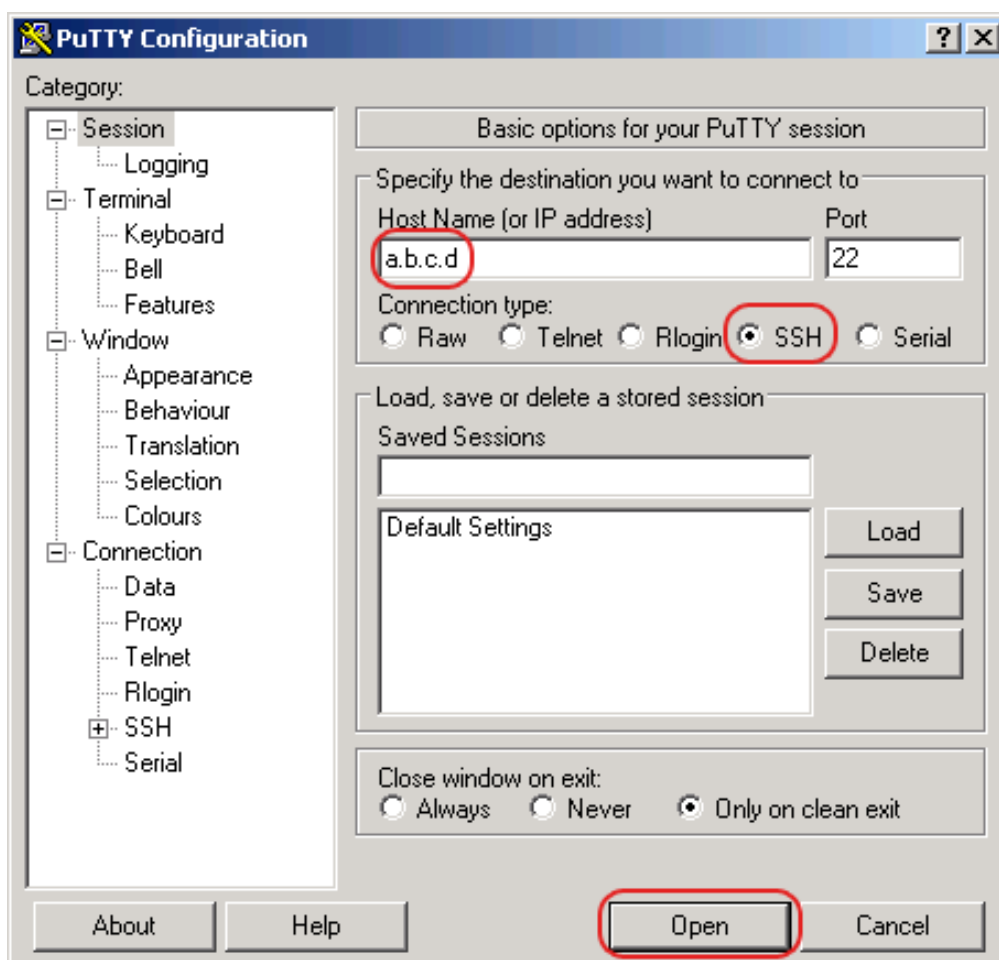 PuTTY Configuration
Category:
Session
Logging
Terminal
Keyboard
Bell
Features
Window
Appearance
Behaviour
Translation
Selection
Colours
Connection
Data
Proxy
Telnet
Rlogin
SSH
Serial
Basic options for your PuTTY session
Specify the destination you want to connect to
Host Name (or IP address) Port
a.b.c.d 22
Connection type:
Raw Telnet Rlogin SSH Serial
Load, save or delete a stored session
Saved Sessions
Default Settings
Load
Save
Delete
Close window on exit:
Always Never Only on clean exit
About Help Open Cancel